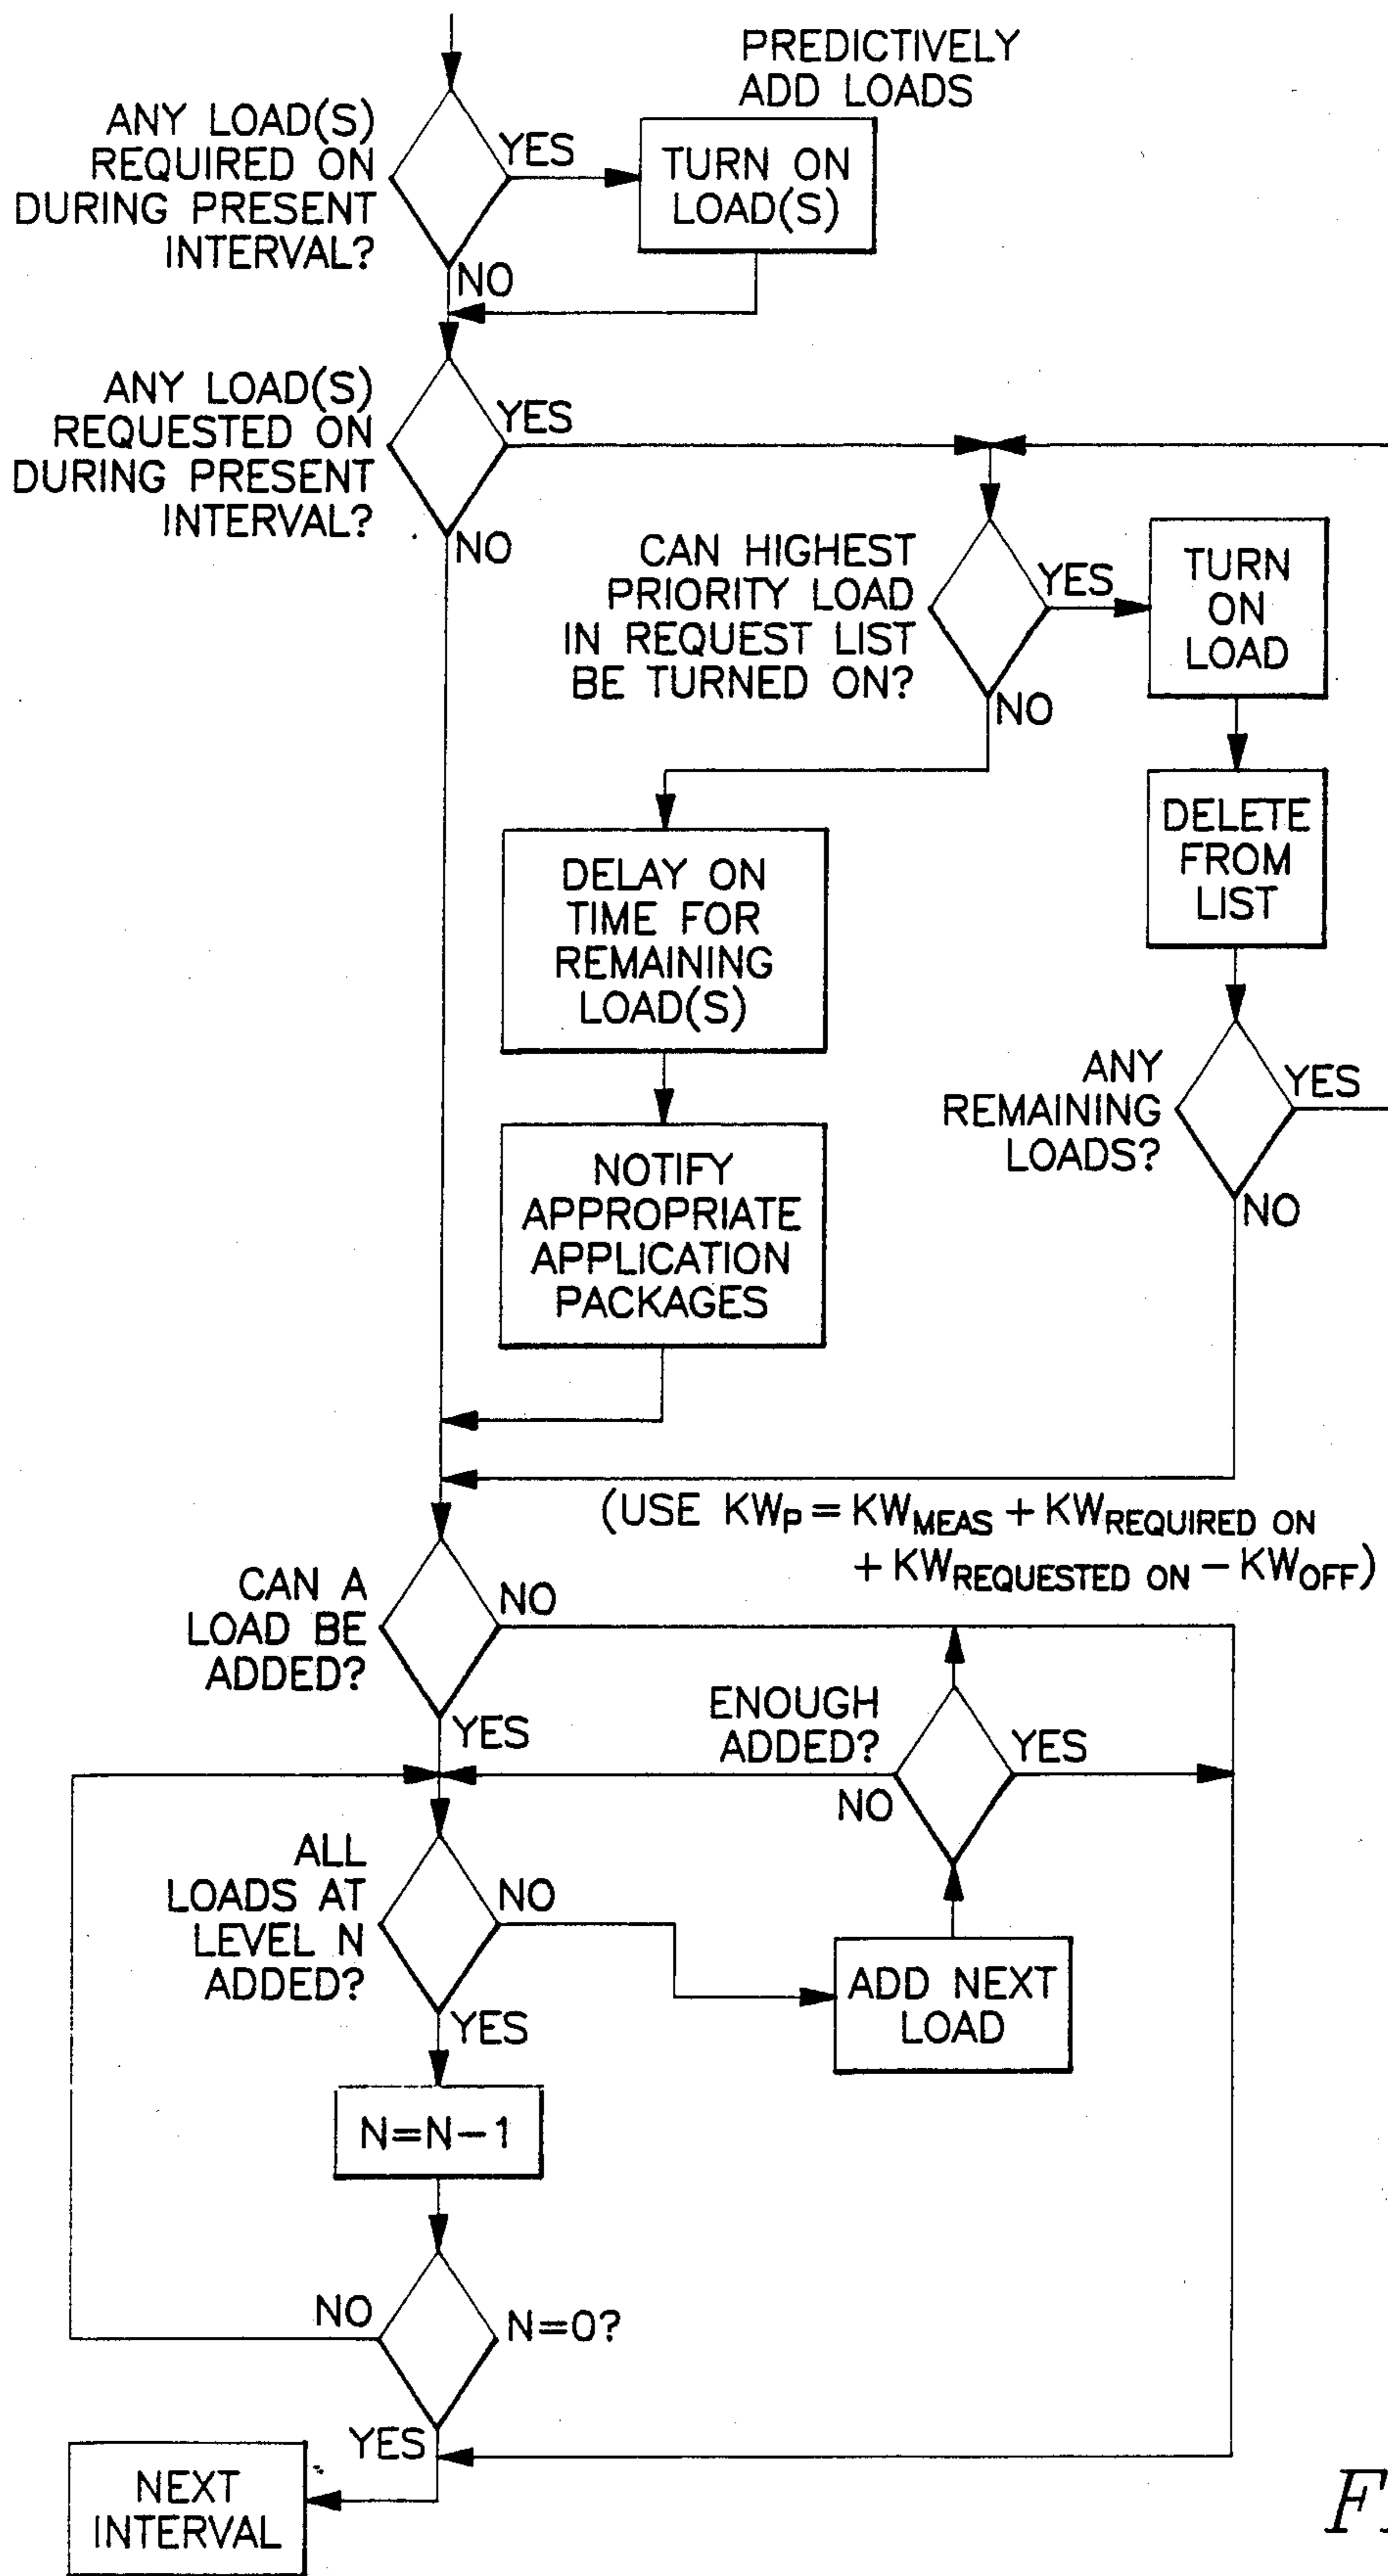 PREDICTIVELY
ADD LOADS
ANY LOAD(S)
REQUIRED ON
DURING PRESENT
INTERVAL?
YES
NO
TURN ON
LOAD(S)
ANY LOAD(S)
REQUESTED ON
DURING PRESENT
INTERVAL?
YES
NO
CAN HIGHEST
PRIORITY LOAD
IN REQUEST LIST
BE TURNED ON?
YES
NO
TURN
ON
LOAD
DELETE
FROM
LIST
DELAY ON
TIME FOR
REMAINING
LOAD(S)
ANY
REMAINING
LOADS?
YES
NO
NOTIFY
APPROPRIATE
APPLICATION
PACKAGES
(USE KWP = KWMEAS + KWREQUIRED ON
+ KWREQUESTED ON - KWOFF)
CAN A
LOAD BE
ADDED?
NO
YES
ENOUGH
ADDED?
YES
NO
ALL
LOADS AT
LEVEL N
ADDED?
NO
YES
ADD NEXT
LOAD
N=N-1
NO
N=0?
YES
NEXT
INTERVAL